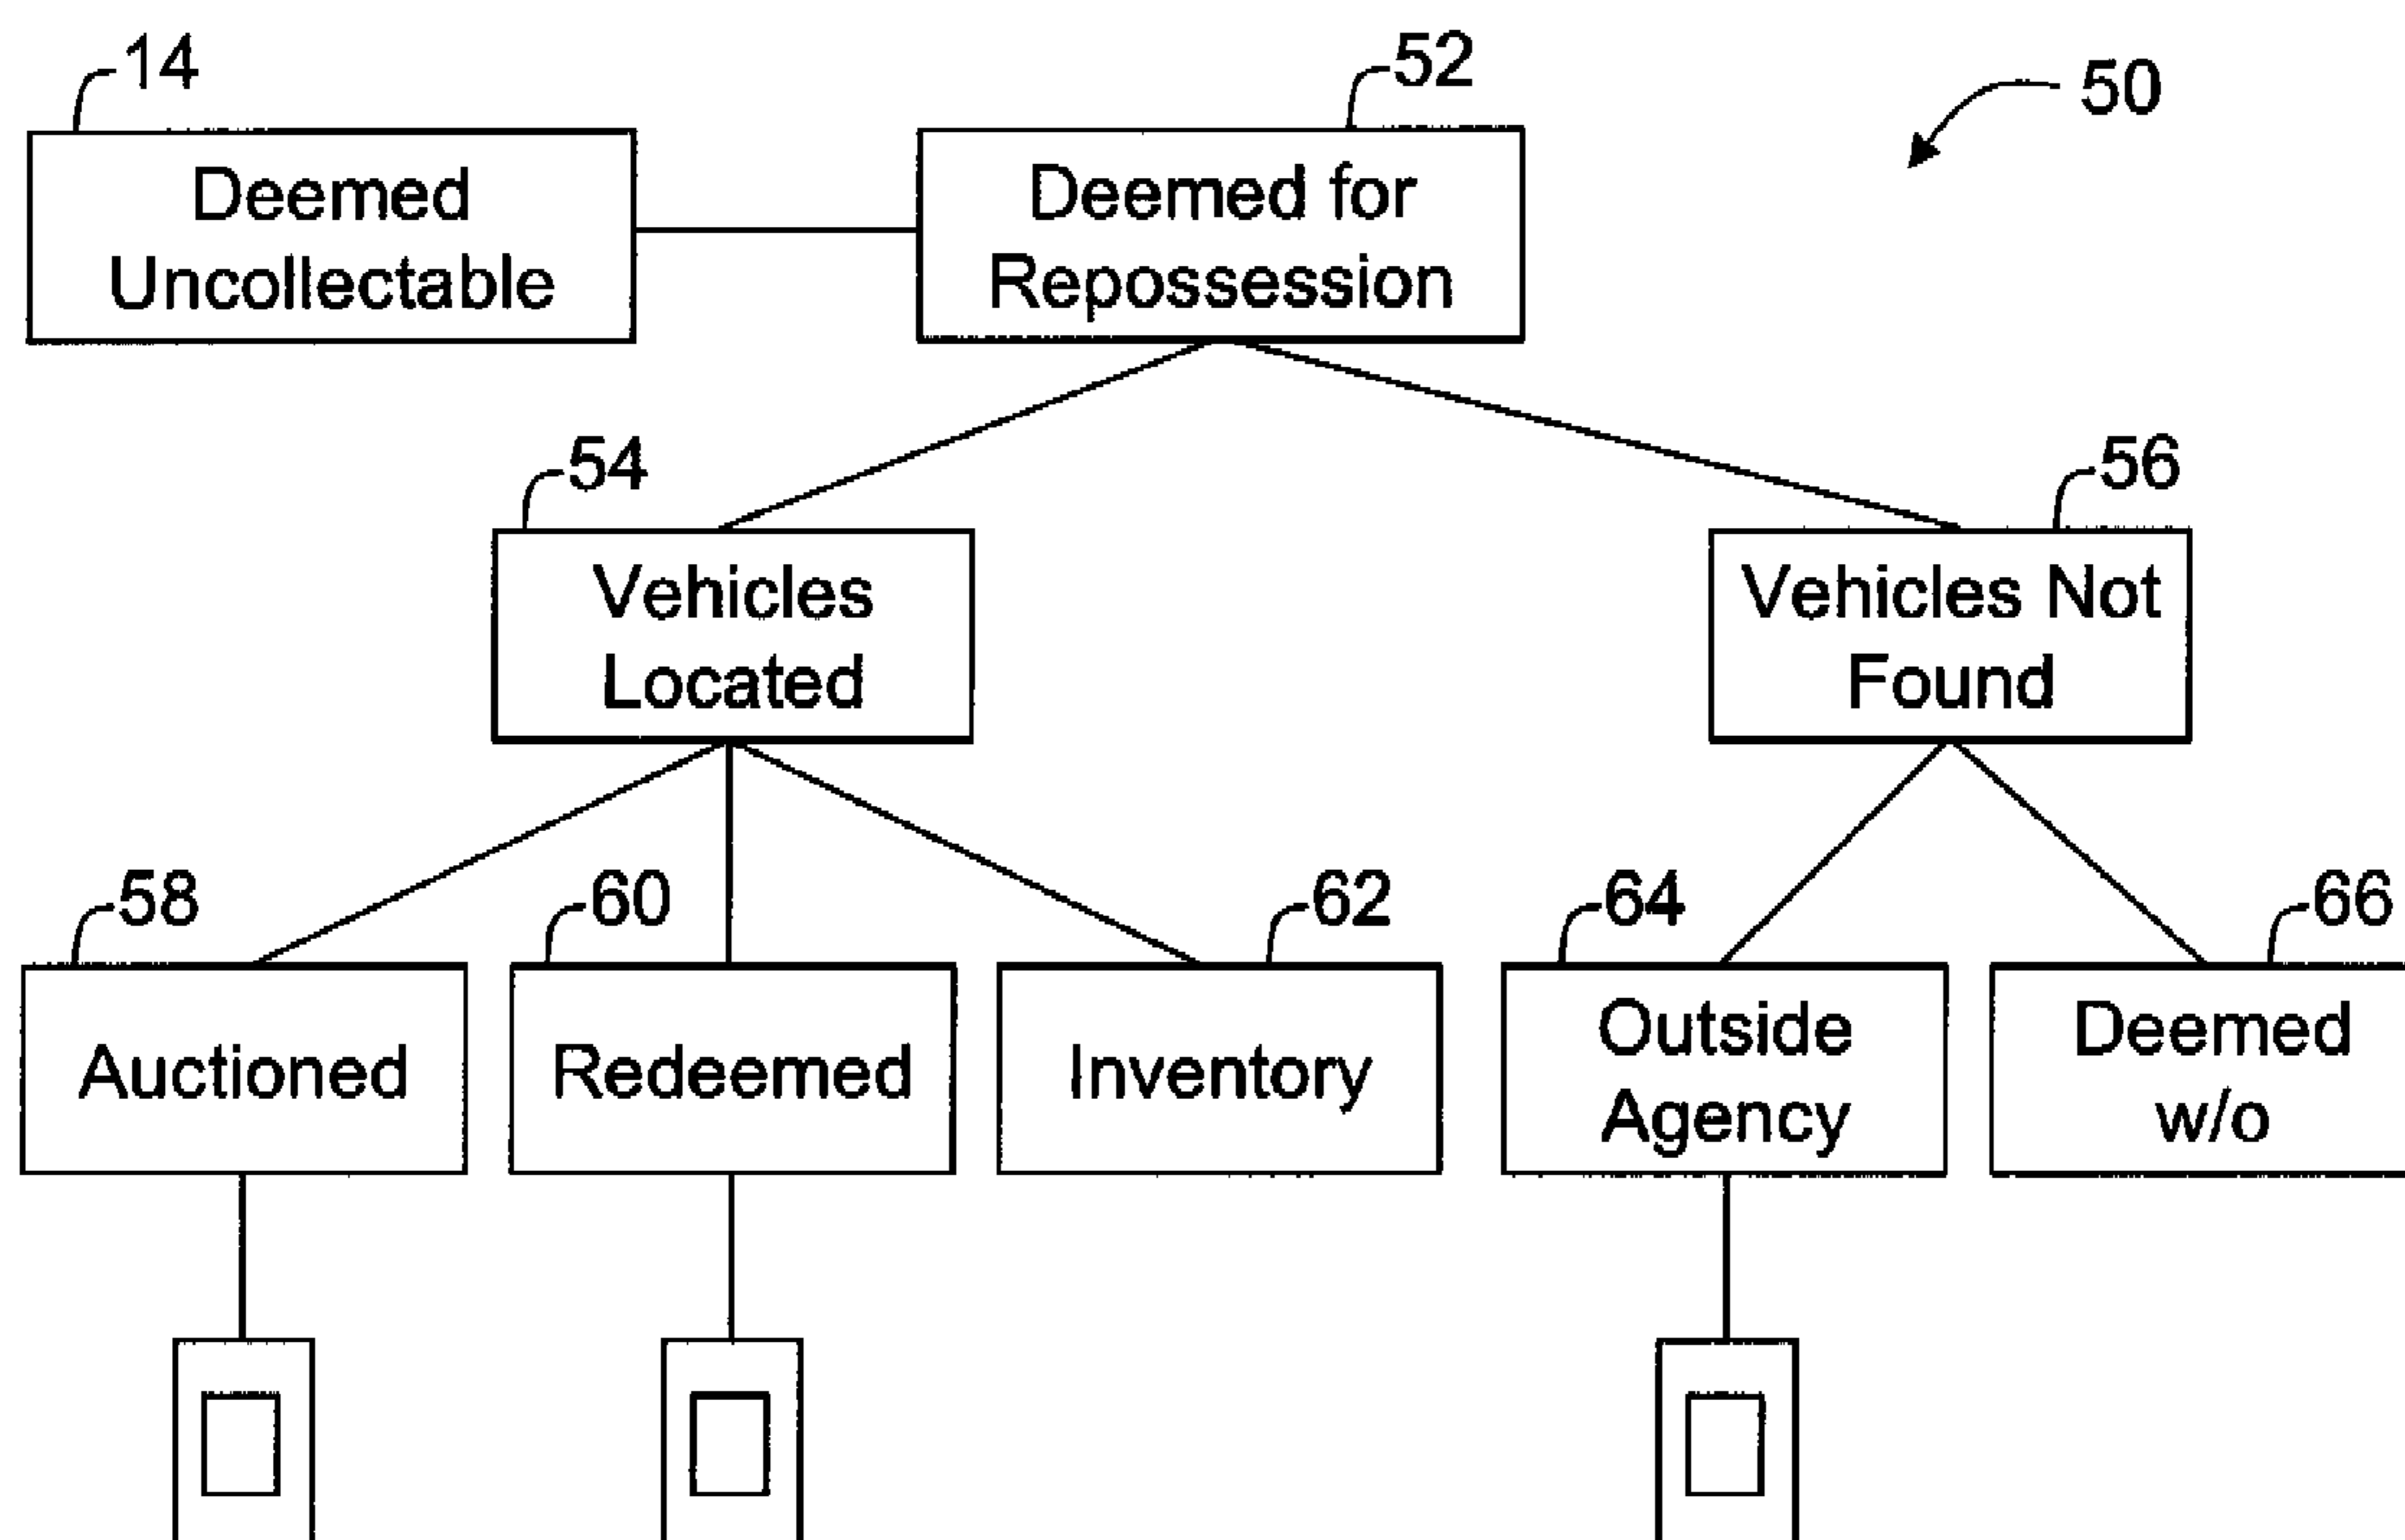 14
52
50
Deemed
Uncollectable
Deemed for
Repossession
54
56
Vehicles
Located
Vehicles Not
Found
58
60
62
64
66
Auctioned
Redeemed
Inventory
Outside
Agency
Deemed
w/o